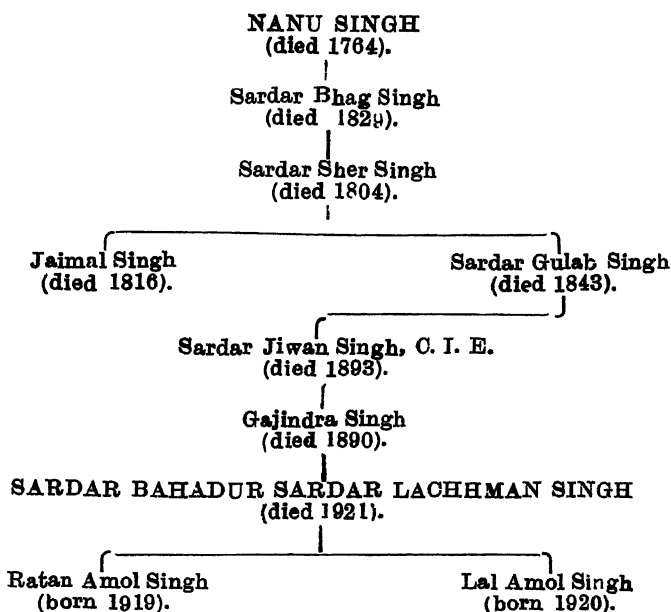 NANU SINGH
(died 1764).
Sardar Bhag Singh
(died 1829).
Sardar Sher Singh
(died 1804).
Jaimal Singh
(died 1816).
Sardar Gulab Singh
(died 1843).
Sardar Jiwan Singh, C. I. E.
(died 1893).
Gajindra Singh
(died 1890).
SARDAR BAHADUR SARDAR LACHHMAN SINGH
(died 1921).
Ratan Amol Singh
(born 1919).
Lal Amol Singh
(born 1920).